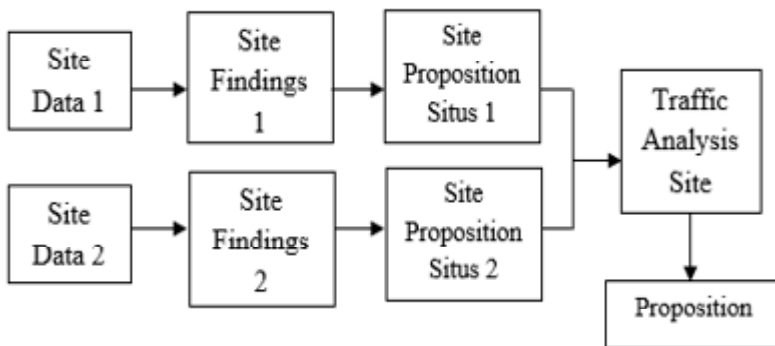 Site
Data 1
Site
Findings
1
Site
Proposition
Situs 1
Site
Data 2
Site
Findings
2
Site
Proposition
Situs 2
Traffic
Analysis
Site
Proposition